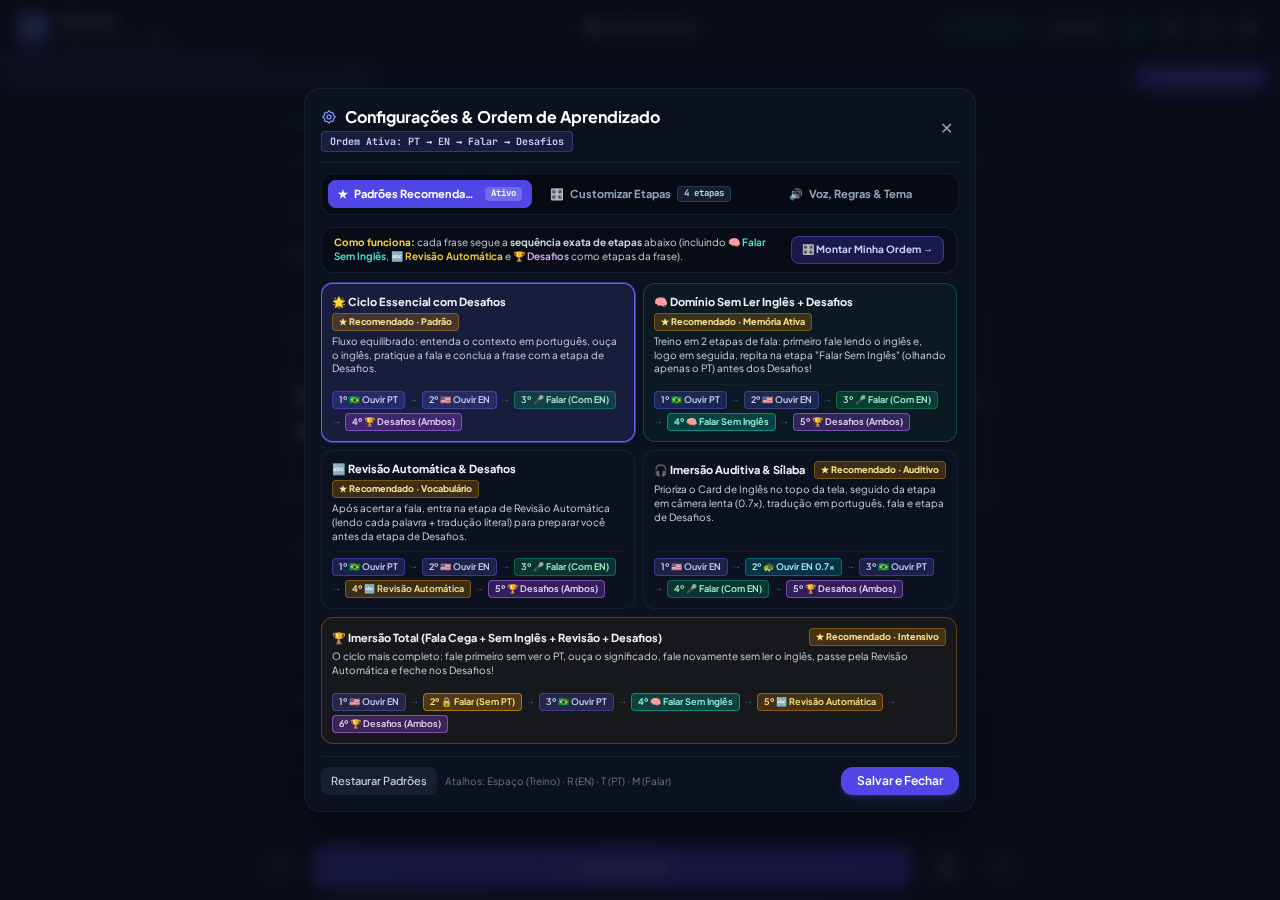 Configurações & Ordem de Aprendizado
Ordem Ativa: PT → EN → Falar → Desafios
★ Padrões Recomenda... Ativo
Customizar Etapas 4 etapas
Voz, Regras & Tema
Como funciona: cada frase segue a sequência exata de etapas abaixo (incluindo 🧠 Falar
Sem Inglês, 🔤 Revisão Automática e 🏆 Desafios como etapas da frase).
🎛️ Montar Minha Ordem →
🌟 Ciclo Essencial com Desafios
★ Recomendado · Padrão
Fluxo equilibrado: entenda o contexto em português, ouça
o inglês, pratique a fala e conclua a frase com a etapa de
Desafios.
1º 🇧🇷 Ouvir PT → 2º 🇺🇸 Ouvir EN → 3º 🎤 Falar (Com EN)
→ 4º 🏆 Desafios (Ambos)
🧠 Domínio Sem Ler Inglês + Desafios
★ Recomendado · Memória Ativa
Treino em 2 etapas de fala: primeiro fale lendo o inglês e,
logo em seguida, repita na etapa "Falar Sem Inglês" (olhando
apenas o PT) antes dos Desafios!
1º 🇧🇷 Ouvir PT → 2º 🇺🇸 Ouvir EN → 3º 🎤 Falar (Com EN)
→ 4º 🧠 Falar Sem Inglês → 5º 🏆 Desafios (Ambos)
🔤 Revisão Automática & Desafios
★ Recomendado · Vocabulário
Após acertar a fala, entra na etapa de Revisão Automática
(lendo cada palavra + tradução literal) para preparar você
antes da etapa de Desafios.
1º 🇧🇷 Ouvir PT → 2º 🇺🇸 Ouvir EN → 3º 🎤 Falar (Com EN)
→ 4º 🔤 Revisão Automática → 5º 🏆 Desafios (Ambos)
🎧 Imersão Auditiva & Sílaba ★ Recomendado · Auditivo
Prioriza o Card de Inglês no topo da tela, seguido da etapa
em câmera lenta (0.7×), tradução em português, fala e etapa
de Desafios.
1º 🇺🇸 Ouvir EN → 2º 🐢 Ouvir EN 0.7× → 3º 🇧🇷 Ouvir PT
→ 4º 🎤 Falar (Com EN) → 5º 🏆 Desafios (Ambos)
🏆 Imersão Total (Fala Cega + Sem Inglês + Revisão + Desafios) ★ Recomendado · Intensivo
O ciclo mais completo: fale primeiro sem ver o PT, ouça o significado, fale novamente sem ler o inglês, passe pela Revisão
Automática e feche nos Desafios!
1º 🇺🇸 Ouvir EN → 2º 🔒 Falar (Sem PT) → 3º 🇧🇷 Ouvir PT → 4º 🧠 Falar Sem Inglês → 5º 🔤 Revisão Automática →
6º 🏆 Desafios (Ambos)
Restaurar Padrões
Atalhos: Espaço (Treino) · R (EN) · T (PT) · M (Falar)
Salvar e Fechar